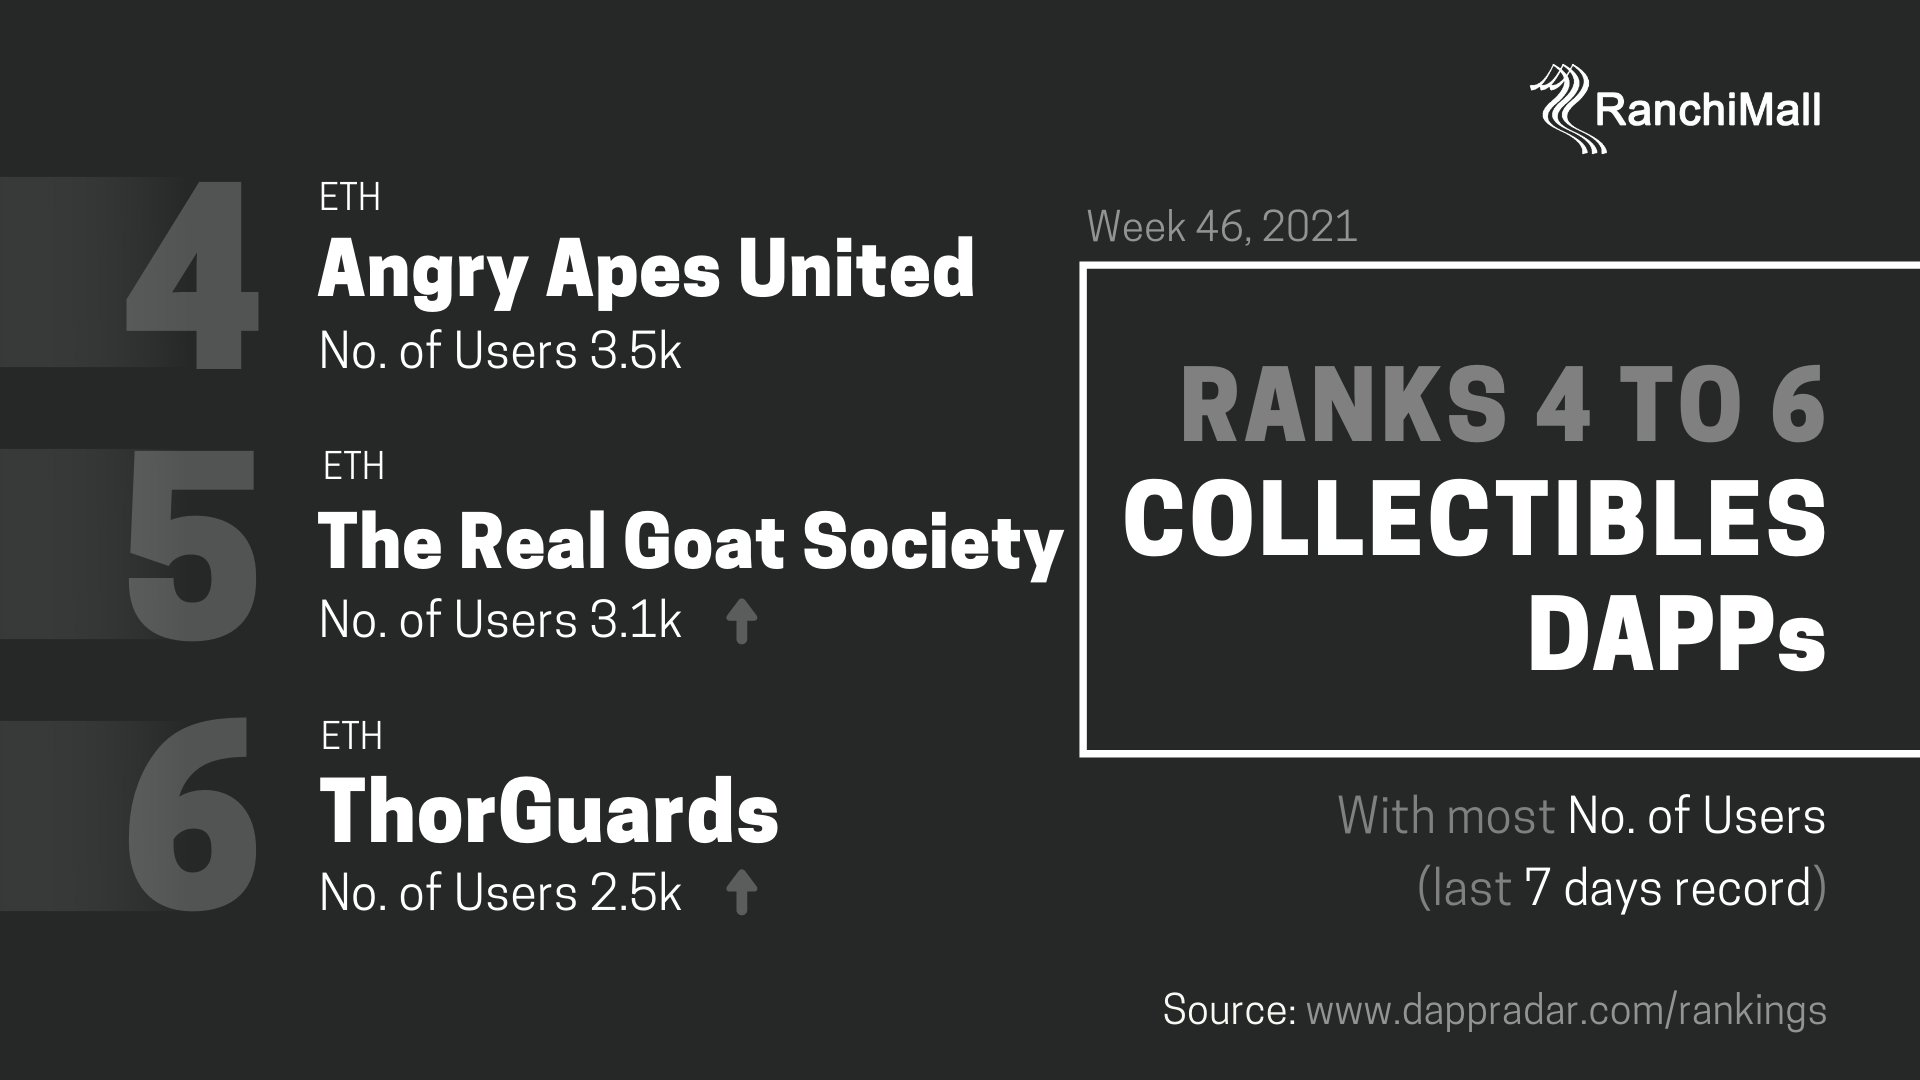 RanchiMall
4
ETH
Angry Apes United
No. of Users 3.5k
5
ETH
The Real Goat Society
No. of Users 3.1k
6
ETH
ThorGuards
No. of Users 2.5k
Week 46, 2021
RANKS 4 TO 6
COLLECTIBLES
DAPPs
With most No. of Users
(last 7 days record)
Source: www.dappradar.com/rankings